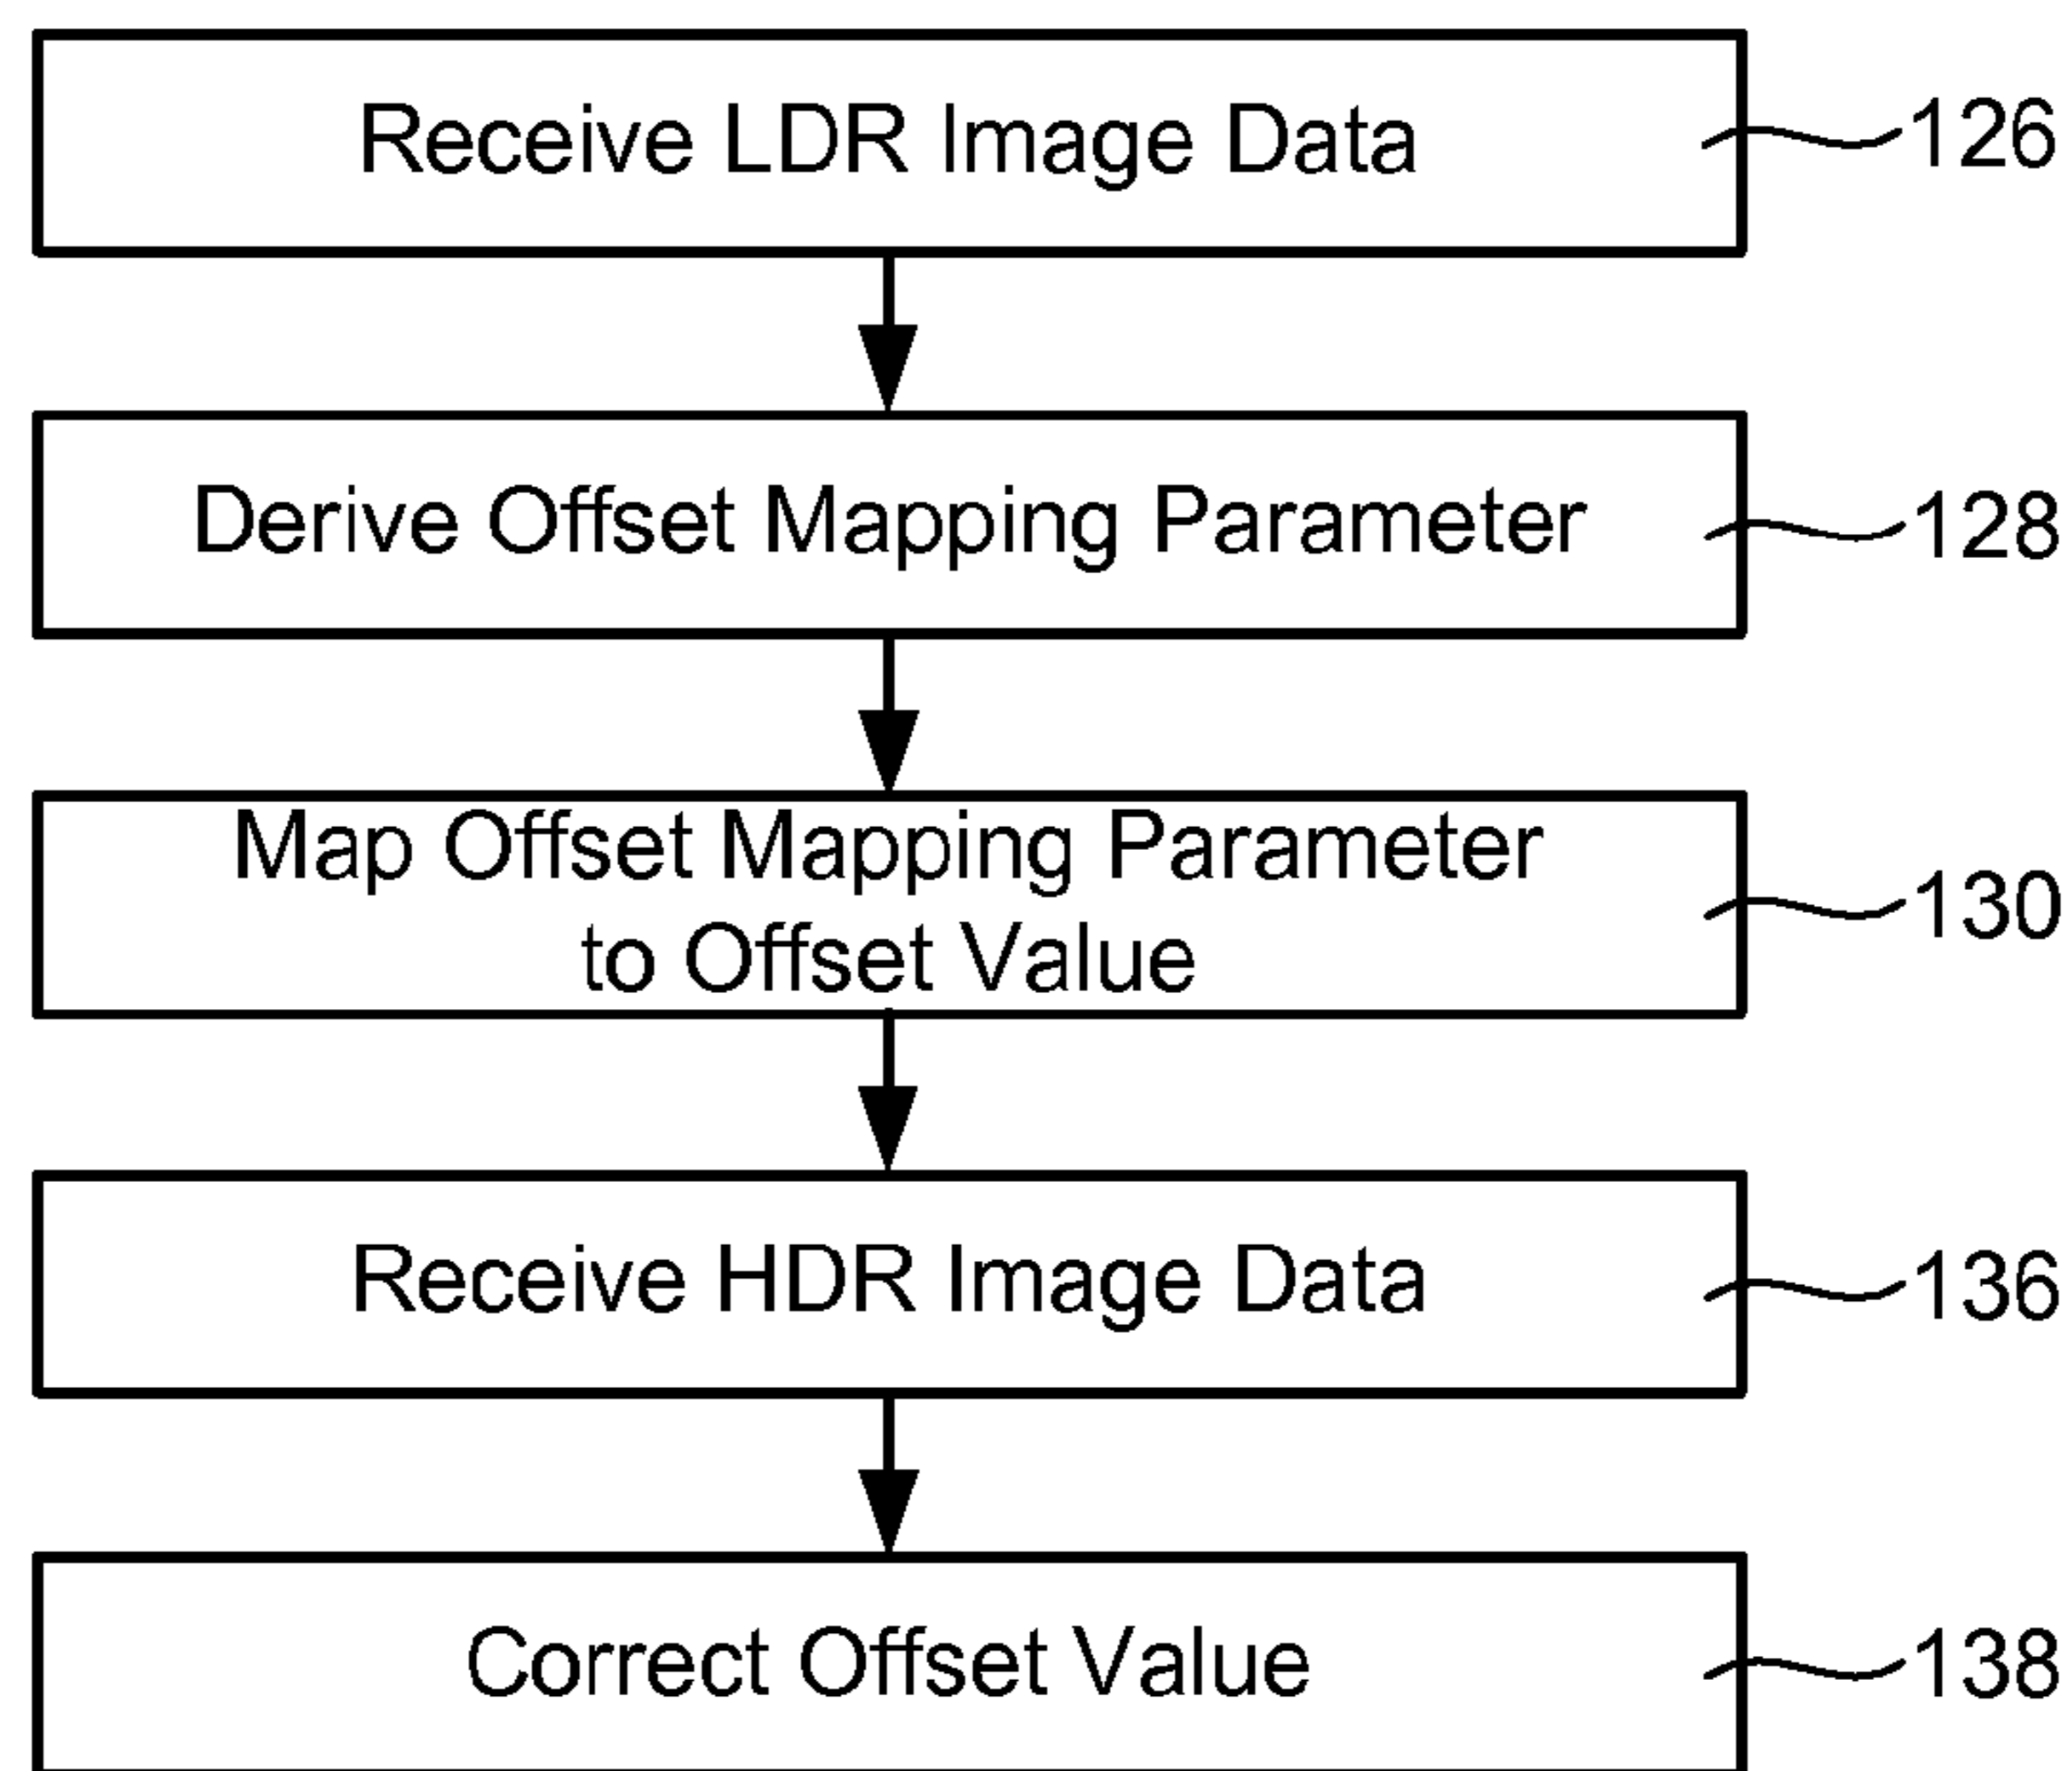 Receive LDR Image Data 126
Derive Offset Mapping Parameter 128
Map Offset Mapping Parameter
to Offset Value 130
Receive HDR Image Data 136
Correct Offset Value 138